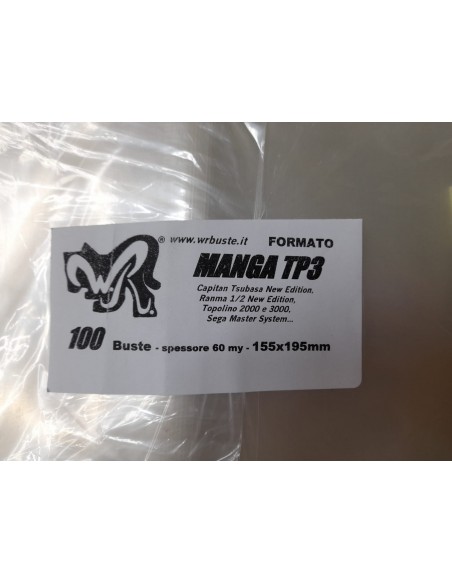 WR.
® www.wrbuste.it FORMATO
MANGA TP3
Capitan Tsubasa New Edition,
Ranma 1/2 New Edition,
Topolino 2000 e 3000,
Sega Master System...
100 Buste - spessore 60 my - 155x195mm